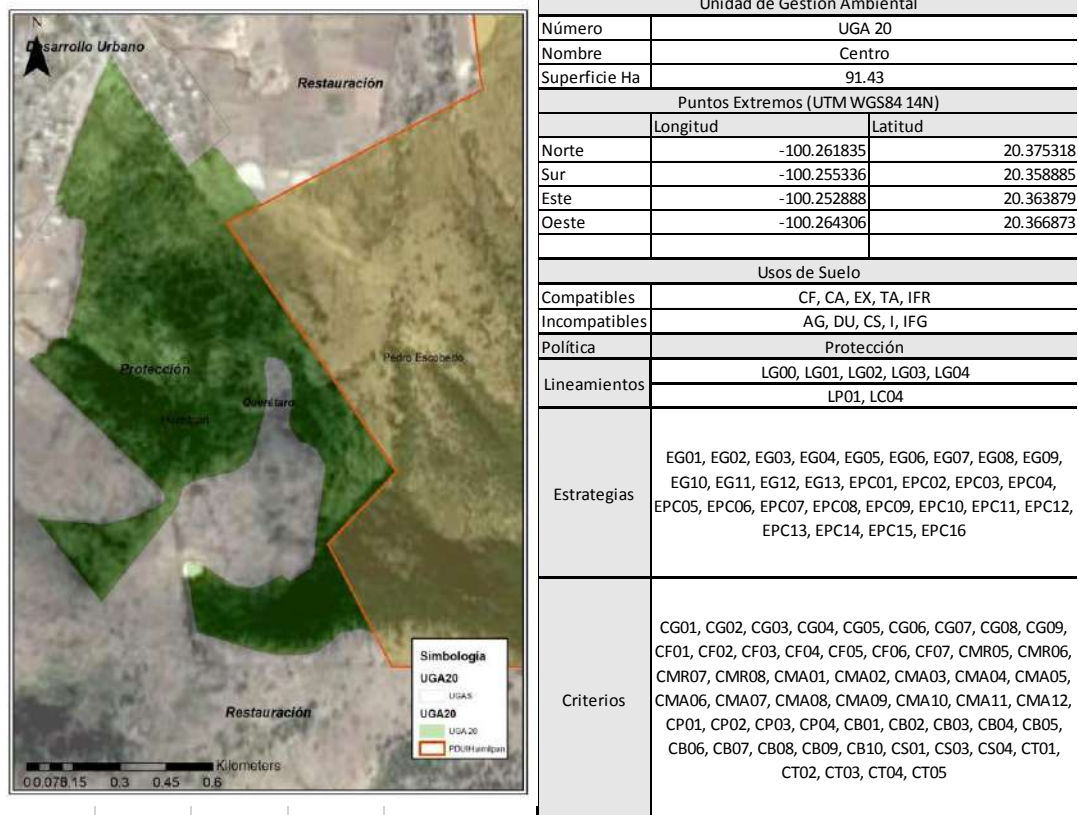 N
Desarrollo Urbano
Restauración
Pedro Escobedo
Protección
Querétaro
Huimilpan
Restauración
Simbología
UGA20
UGAS
UGA20
UGA 20
PDUIHuimilpan
Kilometers
0 0.075 0.15 0.3 0.45 0.6
Unidad de Gestión Ambiental
Número UGA 20
Nombre Centro
Superficie Ha 91.43
Puntos Extremos (UTM WGS84 14N)
Longitud Latitud
Norte -100.261835 20.375318
Sur -100.255336 20.358885
Este -100.252888 20.363879
Oeste -100.264306 20.366873
Usos de Suelo
Compatibles CF, CA, EX, TA, IFR
Incompatibles AG, DU, CS, I, IFG
Política Protección
Lineamientos
LG00, LG01, LG02, LG03, LG04
LP01, LC04
Estrategias
EG01, EG02, EG03, EG04, EG05, EG06, EG07, EG08, EG09,
EG10, EG11, EG12, EG13, EPC01, EPC02, EPC03, EPC04,
EPC05, EPC06, EPC07, EPC08, EPC09, EPC10, EPC11, EPC12,
EPC13, EPC14, EPC15, EPC16
Criterios
CG01, CG02, CG03, CG04, CG05, CG06, CG07, CG08, CG09,
CF01, CF02, CF03, CF04, CF05, CF06, CF07, CMR05, CMR06,
CMR07, CMR08, CMA01, CMA02, CMA03, CMA04, CMA05,
CMA06, CMA07, CMA08, CMA09, CMA10, CMA11, CMA12,
CP01, CP02, CP03, CP04, CB01, CB02, CB03, CB04, CB05,
CB06, CB07, CB08, CB09, CB10, CS01, CS03, CS04, CT01,
CT02, CT03, CT04, CT05